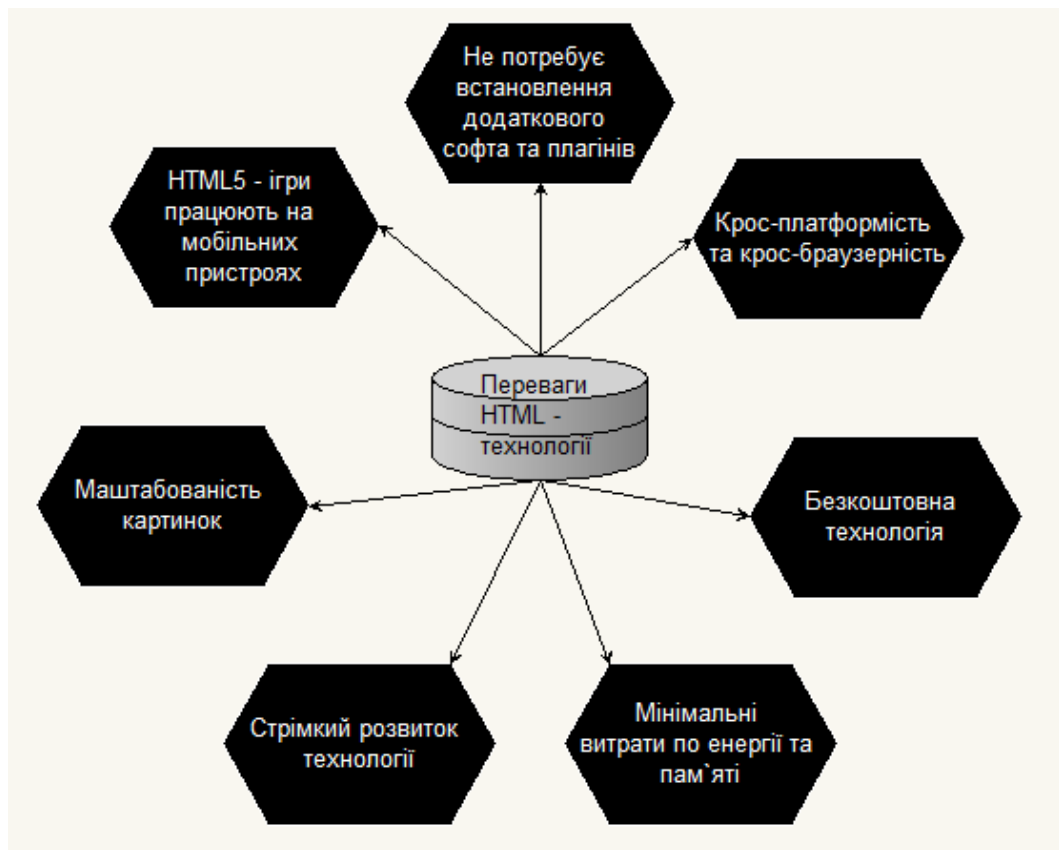 Не потребує
встановлення
додаткового
софта та плагінів
HTML5 - ігри
працюють на
мобільних
пристроях
Крос-платформість
та крос-браузерність
Переваги
HTML -
технології
Маштабованість
картинок
Безкоштовна
технологія
Стрімкий розвиток
технології
Мінімальні
витрати по енергії та
пам`яті